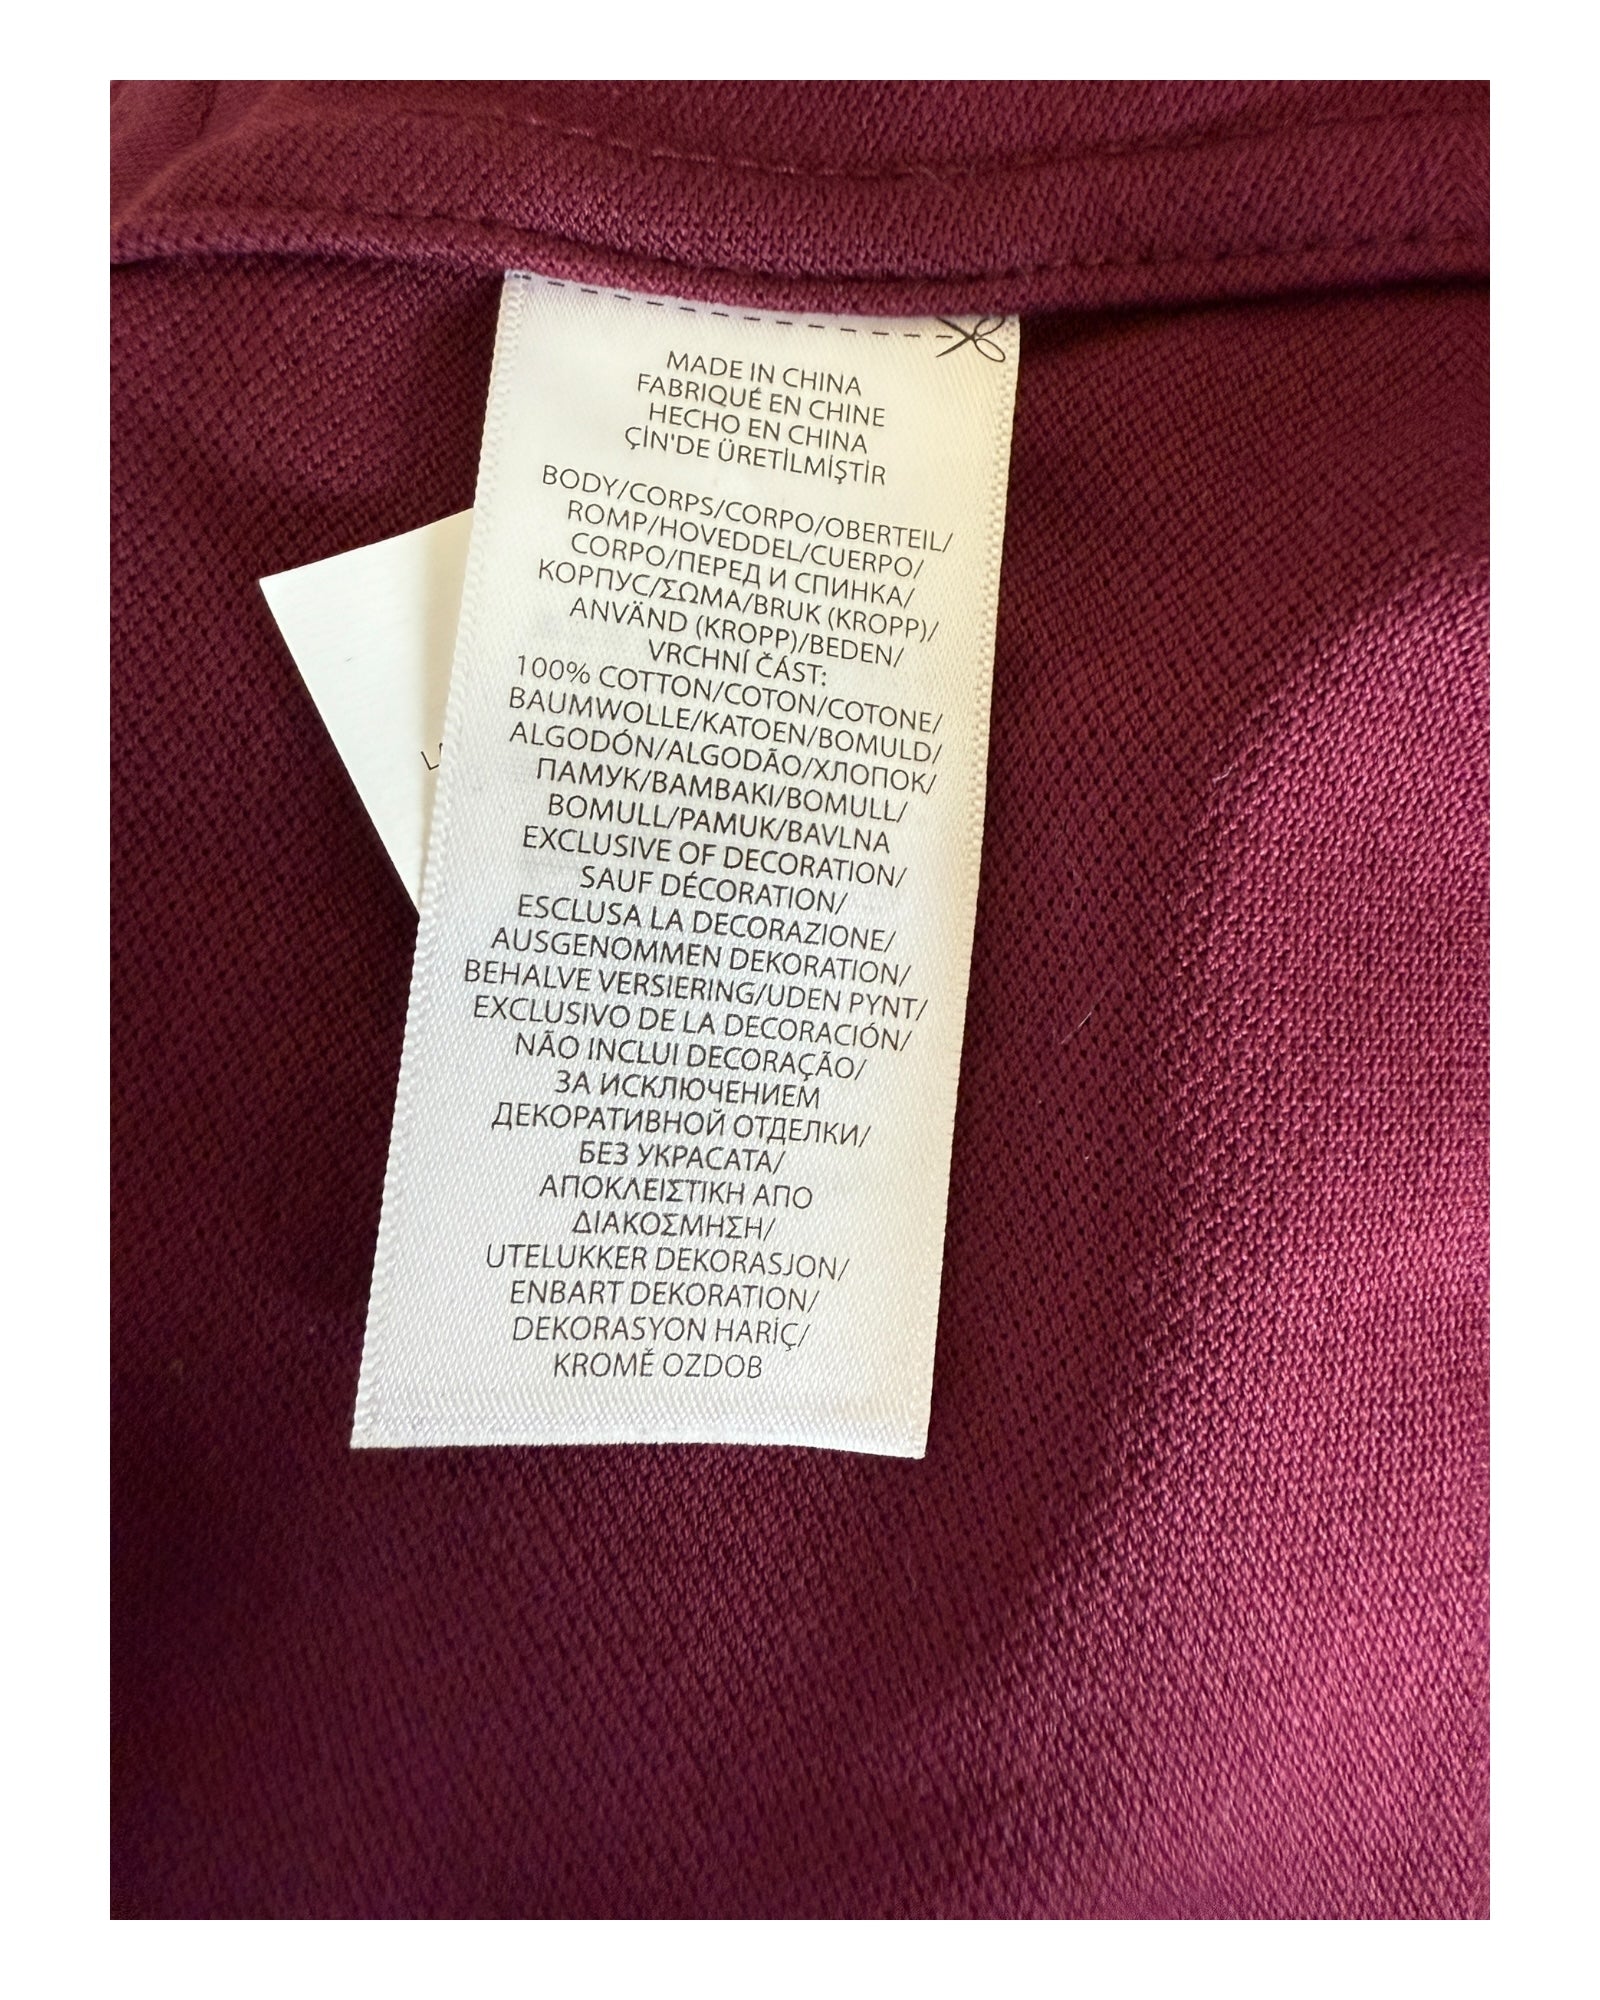 MADE IN CHINA
FABRIQUÉ EN CHINE
HECHO EN CHINA
ÇİN'DE ÜRETİLMİŞTİR
BODY/CORPS/CORPO/OBERTEIL/
ROMP/HOVEDDEL/CUERPO/
CORPO/ПЕРЕД И СПИНКА/
КОРПУС/ΣΩΜΑ/BRUK (KROPP)/
ANVÄND (KROPP)/BEDEN/
VRCHNÍ ČÁST:
100% COTTON/COTON/COTONE/
BAUMWOLLE/KATOEN/BOMULD/
ALGODÓN/ALGODÃO/ХЛОПОК/
ПАМУК/BAMBAKI/BOMULL/
BOMULL/PAMUK/BAVLNA
EXCLUSIVE OF DECORATION/
SAUF DÉCORATION/
ESCLUSA LA DECORAZIONE/
AUSGENOMMEN DEKORATION/
BEHALVE VERSIERING/UDEN PYNT/
EXCLUSIVO DE LA DECORACIÓN/
NÃO INCLUI DECORAÇÃO/
ЗА ИСКЛЮЧЕНИЕМ
ДЕКОРАТИВНОЙ ОТДЕЛКИ/
БЕЗ УКРАСАТА/
ΑΠΟΚΛΕΙΣΤΙΚΗ ΑΠΟ
ΔΙΑΚΟΣΜΗΣΗ/
UTELUKKER DEKORASJON/
ENBART DEKORATION/
DEKORASYON HARİÇ/
KROMĚ OZDOB